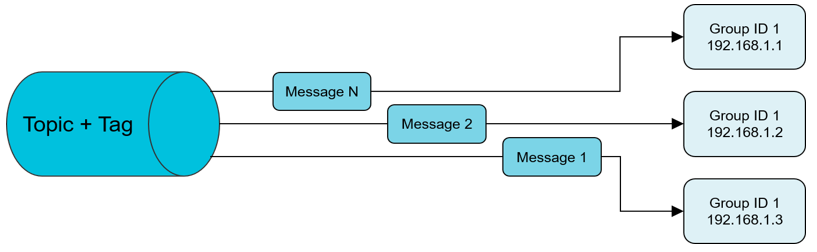 Topic + Tag
Message N
Message 2
Message 1
Group ID 1
192.168.1.1
Group ID 1
192.168.1.2
Group ID 1
192.168.1.3